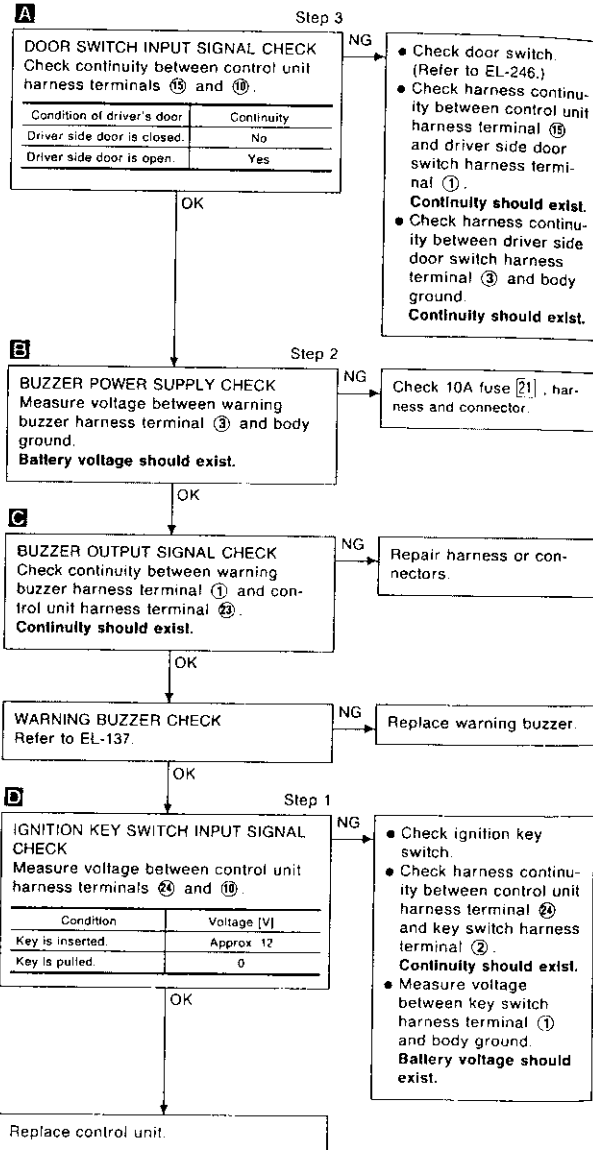 A
Step 3
DOOR SWITCH INPUT SIGNAL CHECK
Check continuity between control unit
harness terminals ⑮ and ⑩.
Condition of driver's door Continuity
Driver side door is closed. No
Driver side door is open. Yes
NG
● Check door switch.
(Refer to EL-246.)
● Check harness continu-
ity between control unit
harness terminal ⑮
and driver side door
switch harness termi-
nal ①.
Continuity should exist.
● Check harness continu-
ity between driver side
door switch harness
terminal ③ and body
ground.
Continuity should exist.
OK
B
Step 2
BUZZER POWER SUPPLY CHECK
Measure voltage between warning
buzzer harness terminal ③ and body
ground.
Battery voltage should exist.
NG
Check 10A fuse 21 , har-
ness and connector.
OK
C
BUZZER OUTPUT SIGNAL CHECK
Check continuity between warning
buzzer harness terminal ① and con-
trol unit harness terminal ㉓.
Continuity should exist.
NG
Repair harness or con-
nectors.
OK
WARNING BUZZER CHECK
Refer to EL-137.
NG
Replace warning buzzer.
OK
D
Step 1
IGNITION KEY SWITCH INPUT SIGNAL
CHECK
Measure voltage between control unit
harness terminals ㉔ and ⑩.
Condition Voltage [V]
Key is inserted. Approx 12
Key is pulled. 0
NG
● Check ignition key
switch.
● Check harness continu-
ity between control unit
harness terminal ㉔
and key switch harness
terminal ②.
Continuity should exist.
● Measure voltage
between key switch
harness terminal ①
and body ground.
Battery voltage should
exist.
OK
Replace control unit.